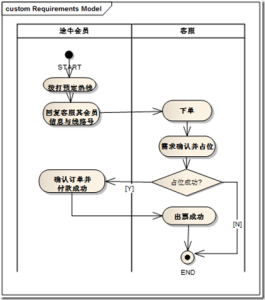 custom Requirements Model
途牛会员
客服
START
拨打预定热线
回复客服其会员
信息与线路号
下单
需求确认并占位
占位成功?
[Y]
确认订单并
付款成功
[N]
出票成功
END